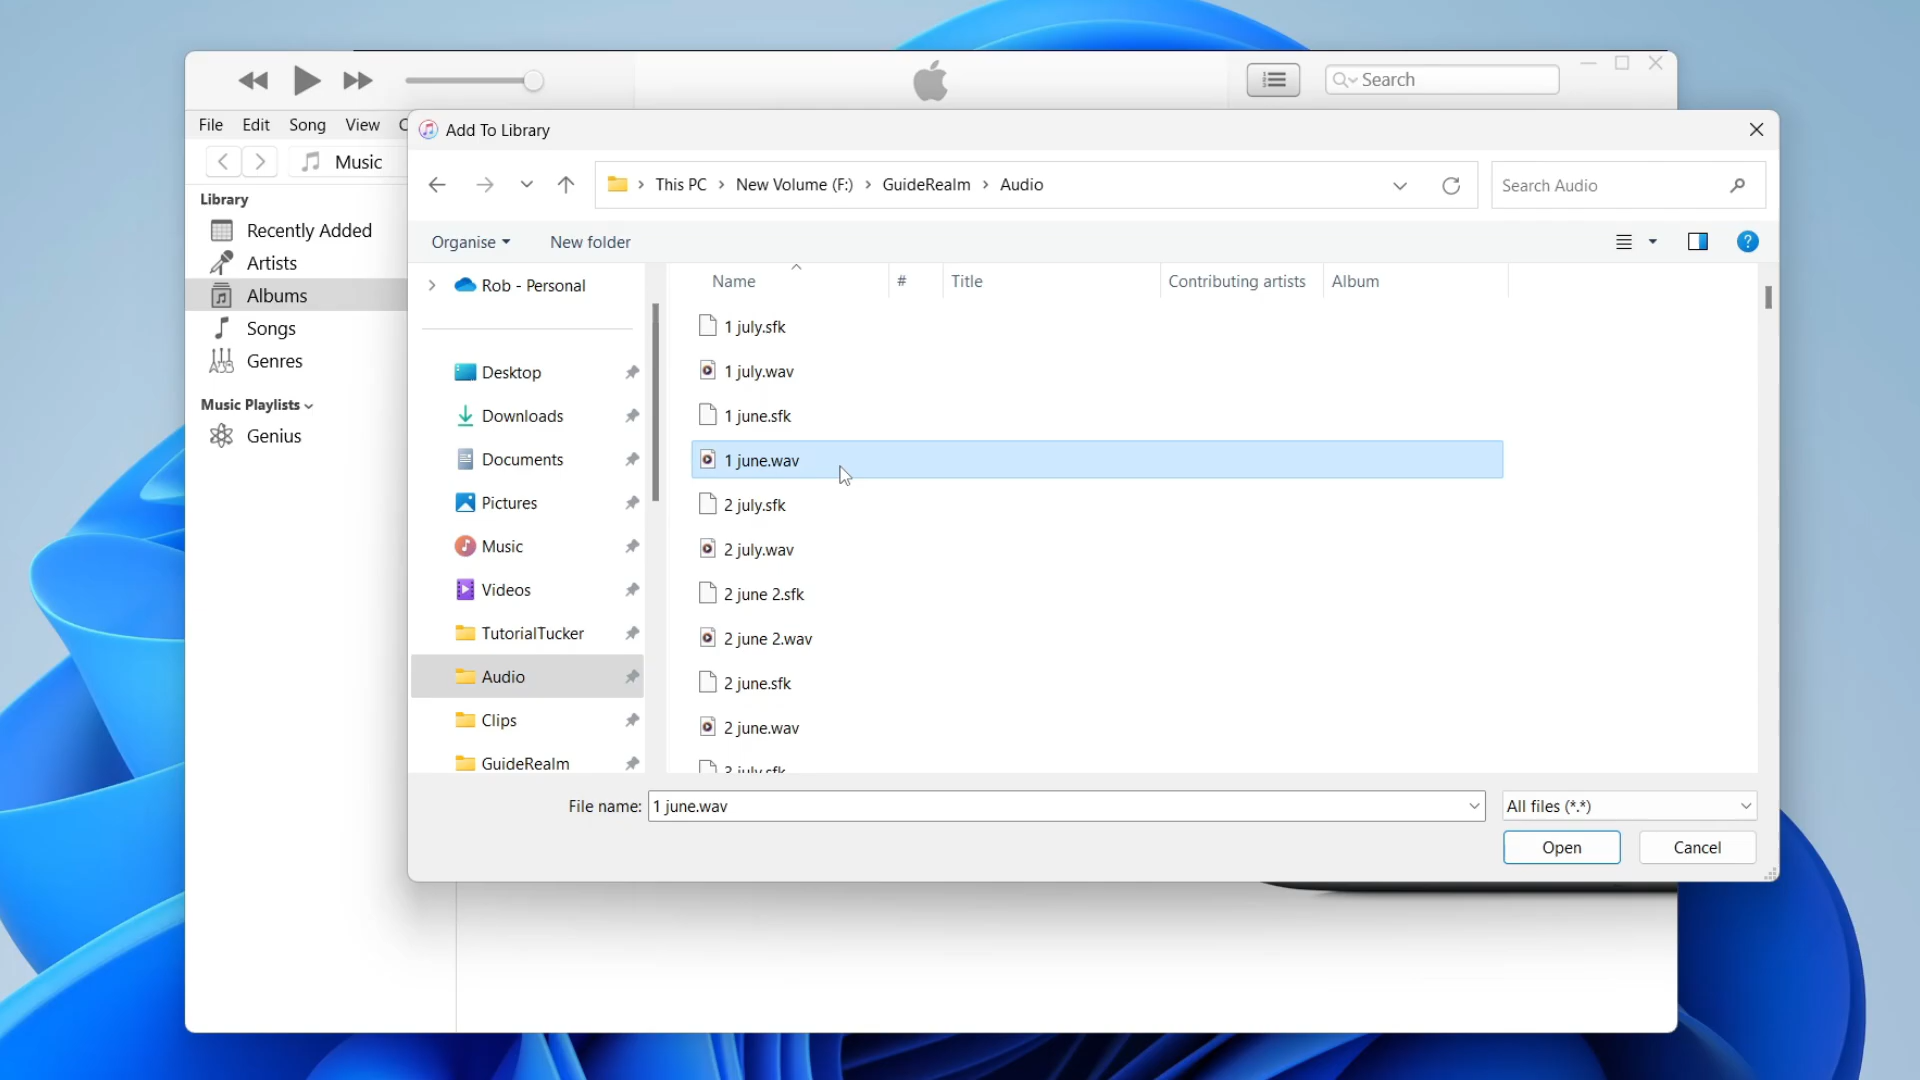 Search
File Edit Song View
Add To Library
Music
This PC > New Volume (F:) > GuideRealm > Audio
Search Audio
Library
Recently Added
Artists
Albums
Songs
Genres
Music Playlists
Genius
Organise
New folder
?
Rob - Personal
Desktop
Downloads
Documents
Pictures
Music
Videos
TutorialTucker
Audio
Clips
GuideRealm
Name # Title Contributing artists Album
1 july.sfk
1 july.wav
1 june.sfk
1 june.wav
2 july.sfk
2 july.wav
2 june 2.sfk
2 june 2.wav
2 june.sfk
2 june.wav
File name: 1 june.wav
All files (*.*)
Open
Cancel